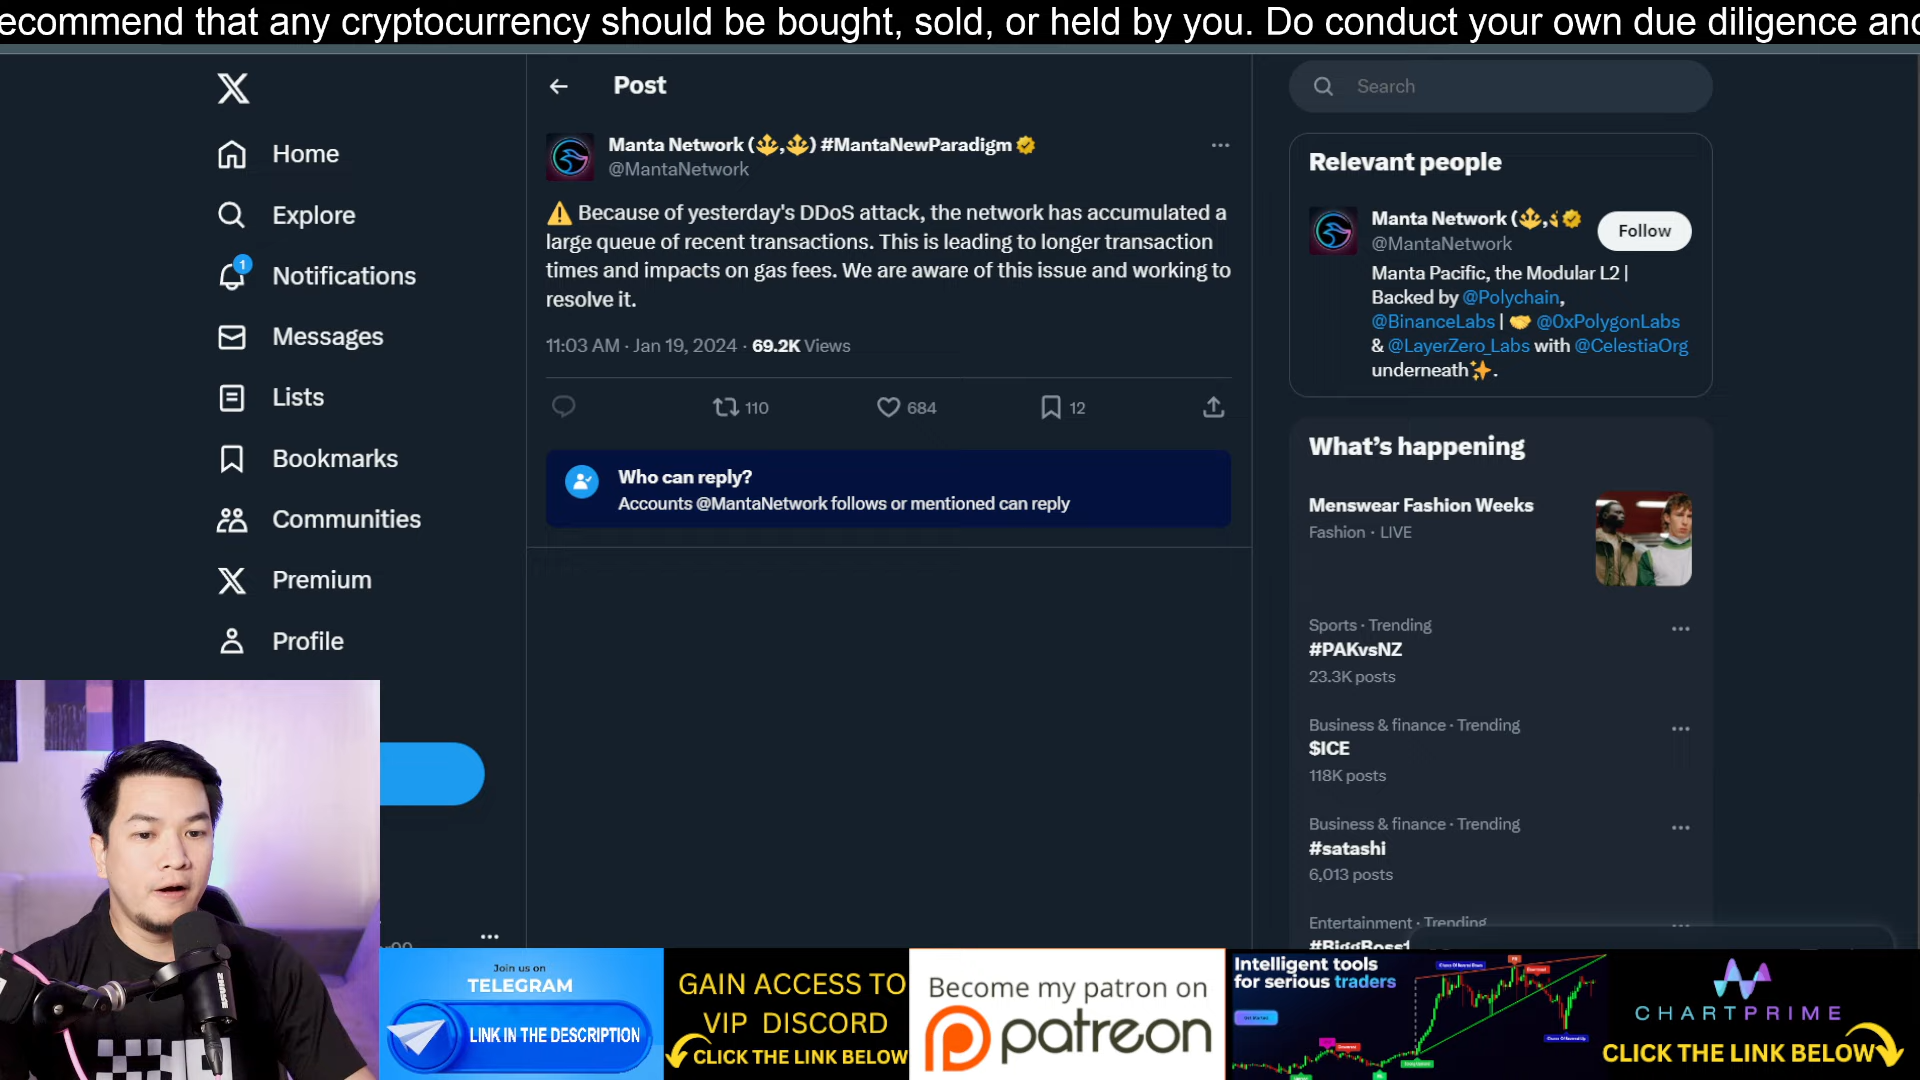 ecommend that any cryptocurrency should be bought, sold, or held by you. Do conduct your own due diligence and
Home
Explore
1
Notifications
Messages
Lists
Bookmarks
Communities
Premium
Profile
Post
Manta Network (🔱,🔱) #MantaNewParadigm
@MantaNetwork
⚠️ Because of yesterday's DDoS attack, the network has accumulated a
large queue of recent transactions. This is leading to longer transaction
times and impacts on gas fees. We are aware of this issue and working to
resolve it.
11:03 AM · Jan 19, 2024 · 69.2K Views
110
684
12
Who can reply?
Accounts @MantaNetwork follows or mentioned can reply
Search
Relevant people
Manta Network (🔱,
@MantaNetwork
Follow
Manta Pacific, the Modular L2 |
Backed by @Polychain,
@BinanceLabs | 🤝 @0xPolygonLabs
& @LayerZero_Labs with @CelestiaOrg
underneath✨.
What's happening
Menswear Fashion Weeks
Fashion · LIVE
Sports · Trending
#PAKvsNZ
23.3K posts
Business & finance · Trending
$ICE
118K posts
Business & finance · Trending
#satashi
6,013 posts
Entertainment · Trending
#BiggBoss1
Join us on
TELEGRAM
LINK IN THE DESCRIPTION
GAIN ACCESS TO
VIP DISCORD
CLICK THE LINK BELOW
Become my patron on
patreon
Intelligent tools
for serious traders
CHARTPRIME
CLICK THE LINK BELOW